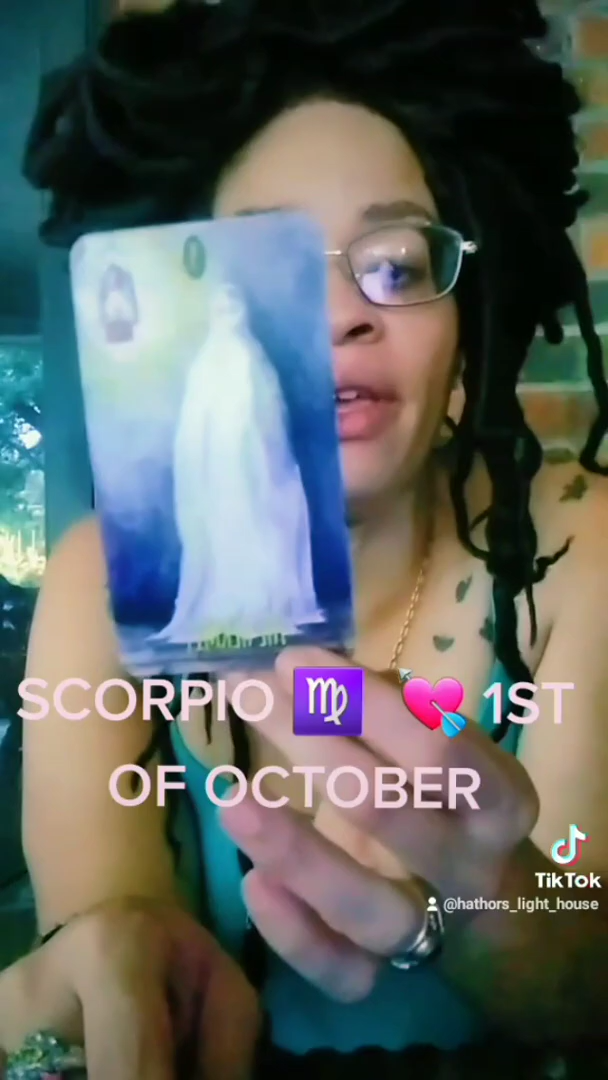 SCORPIO ♍ 💘 1ST
OF OCTOBER
TikTok
@hathors_light_house